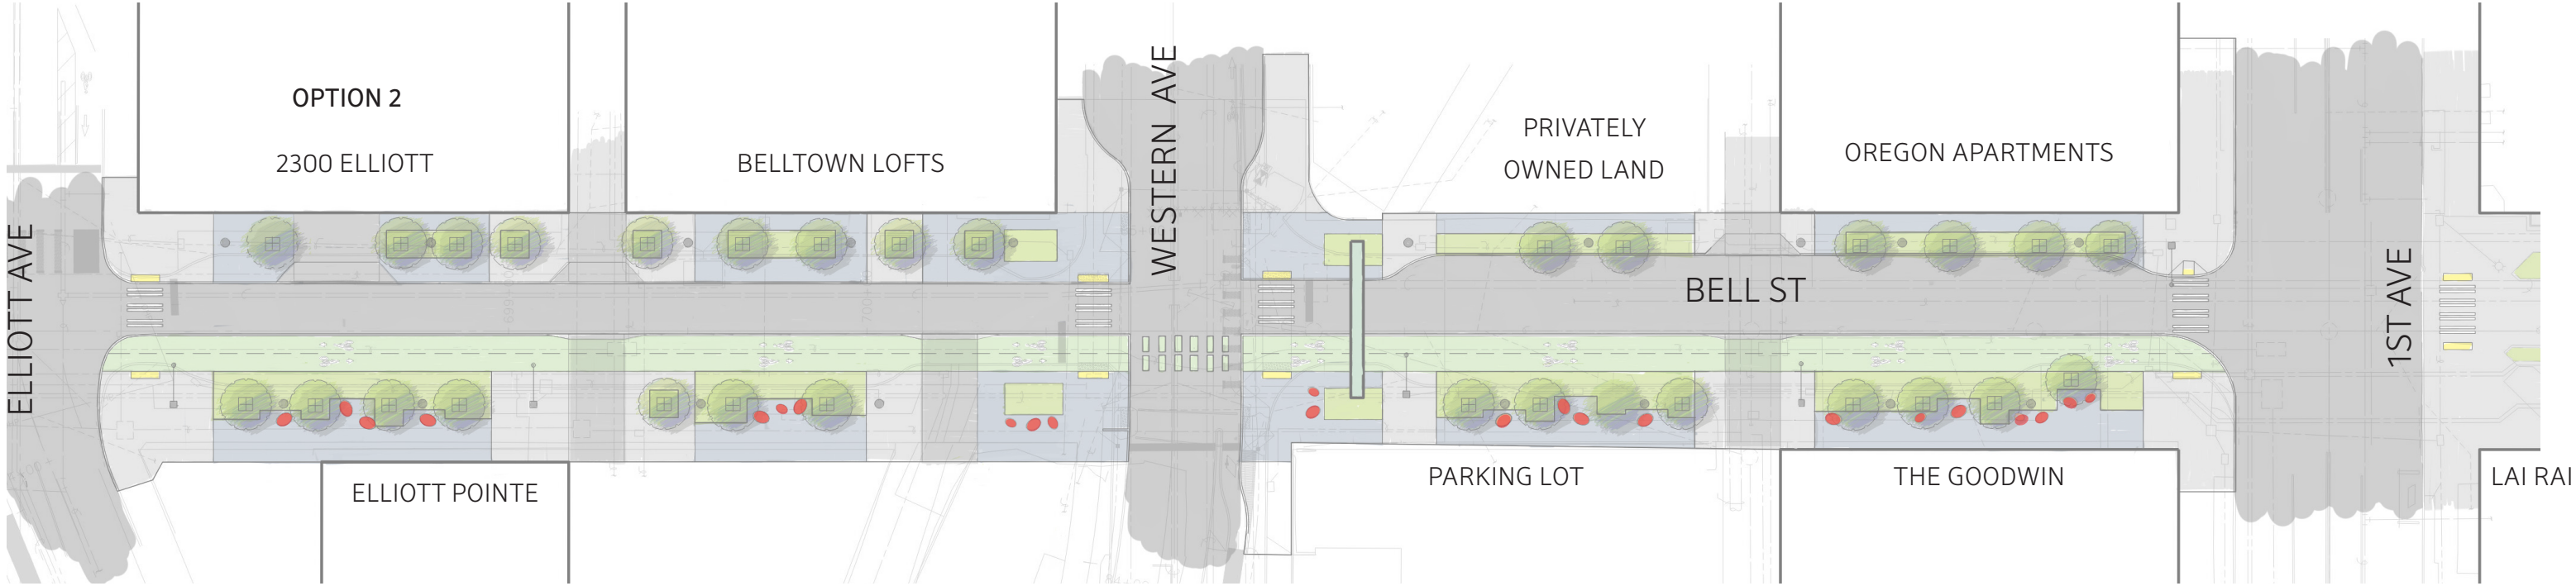 OPTION 2
2300 ELLIOTT
BELLTOWN LOFTS
WESTERN AVE
PRIVATELY
OWNED LAND
OREGON APARTMENTS
ELLIOTT AVE
BELL ST
1ST AVE
ELLIOTT POINTE
PARKING LOT
THE GOODWIN
LAI RAI